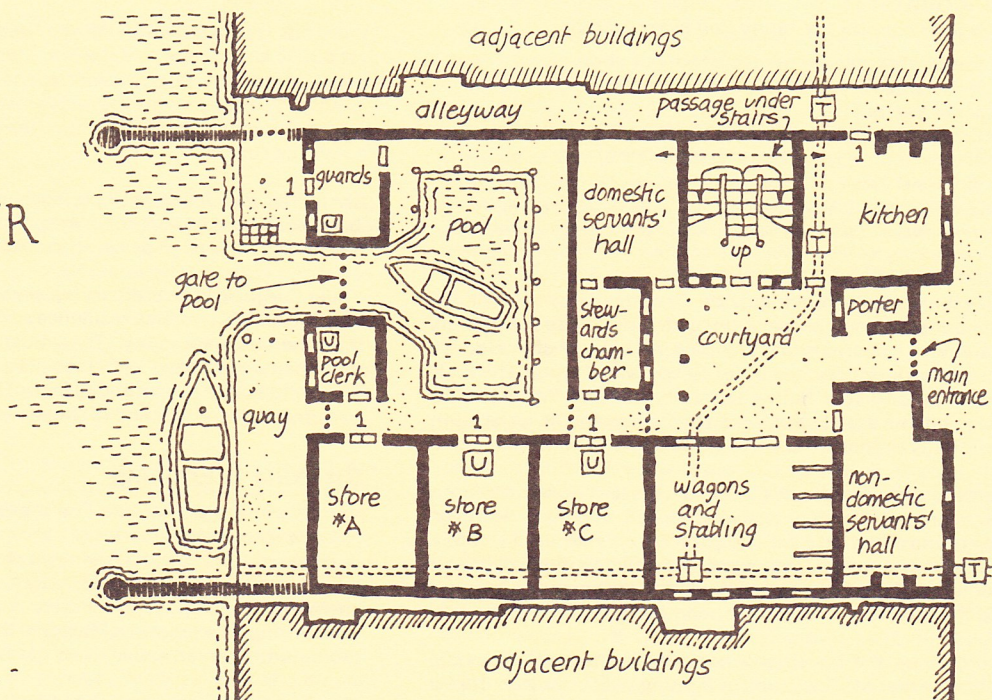 adjacent buildings
alleyway
passage under
stairs
1
guards
1
U
pool
domestic
servants'
hall
up
T
T
kitchen
R
gate to
pool
stew-
ards
cham-
ber
courtyard
porter
main
entrance
U
pool
clerk
quay
1
1
1
U
U
store
*A
store
*B
store
*C
wagons
and
stabling
non-
domestic
servants'
hall
T
T
adjacent buildings